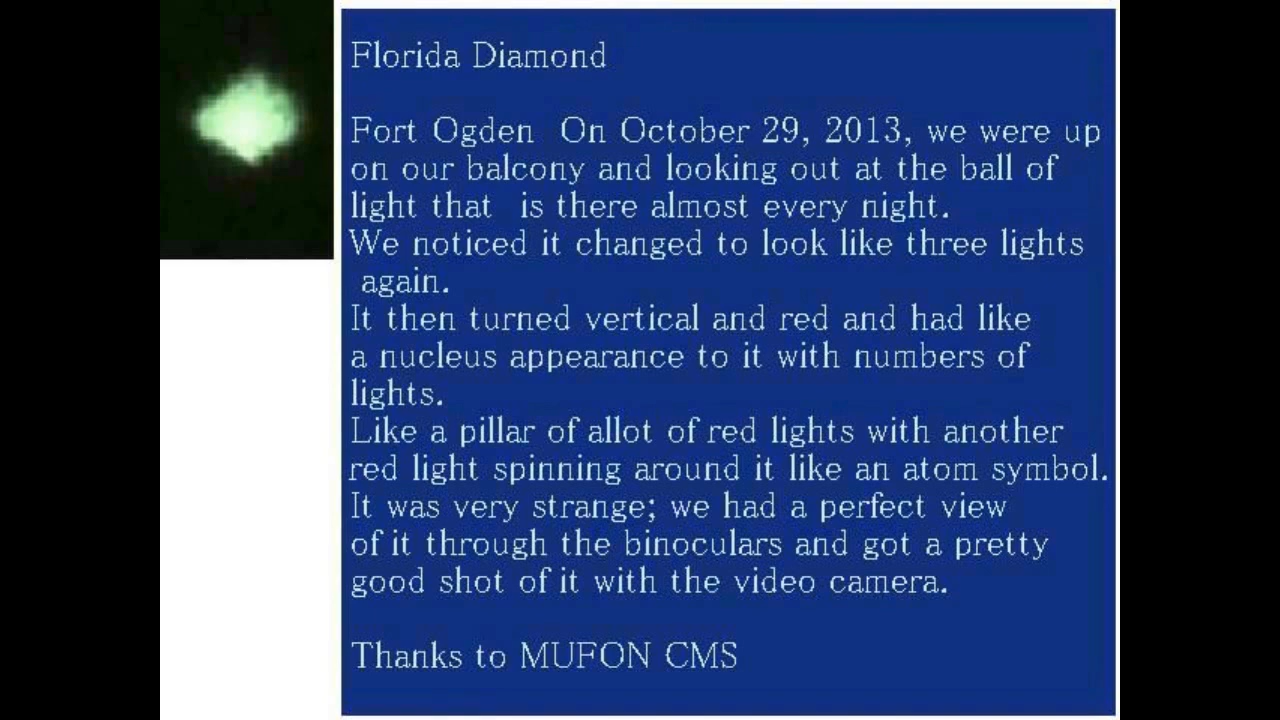 Florida Diamond
Fort Ogden On October 29, 2013, we were up
on our balcony and looking out at the ball of
light that is there almost every night.
We noticed it changed to look like three lights
again.
It then turned vertical and red and had like
a nucleus appearance to it with numbers of
lights.
Like a pillar of allot of red lights with another
red light spinning around it like an atom symbol.
It was very strange; we had a perfect view
of it through the binoculars and got a pretty
good shot of it with the video camera.
Thanks to MUFON CMS